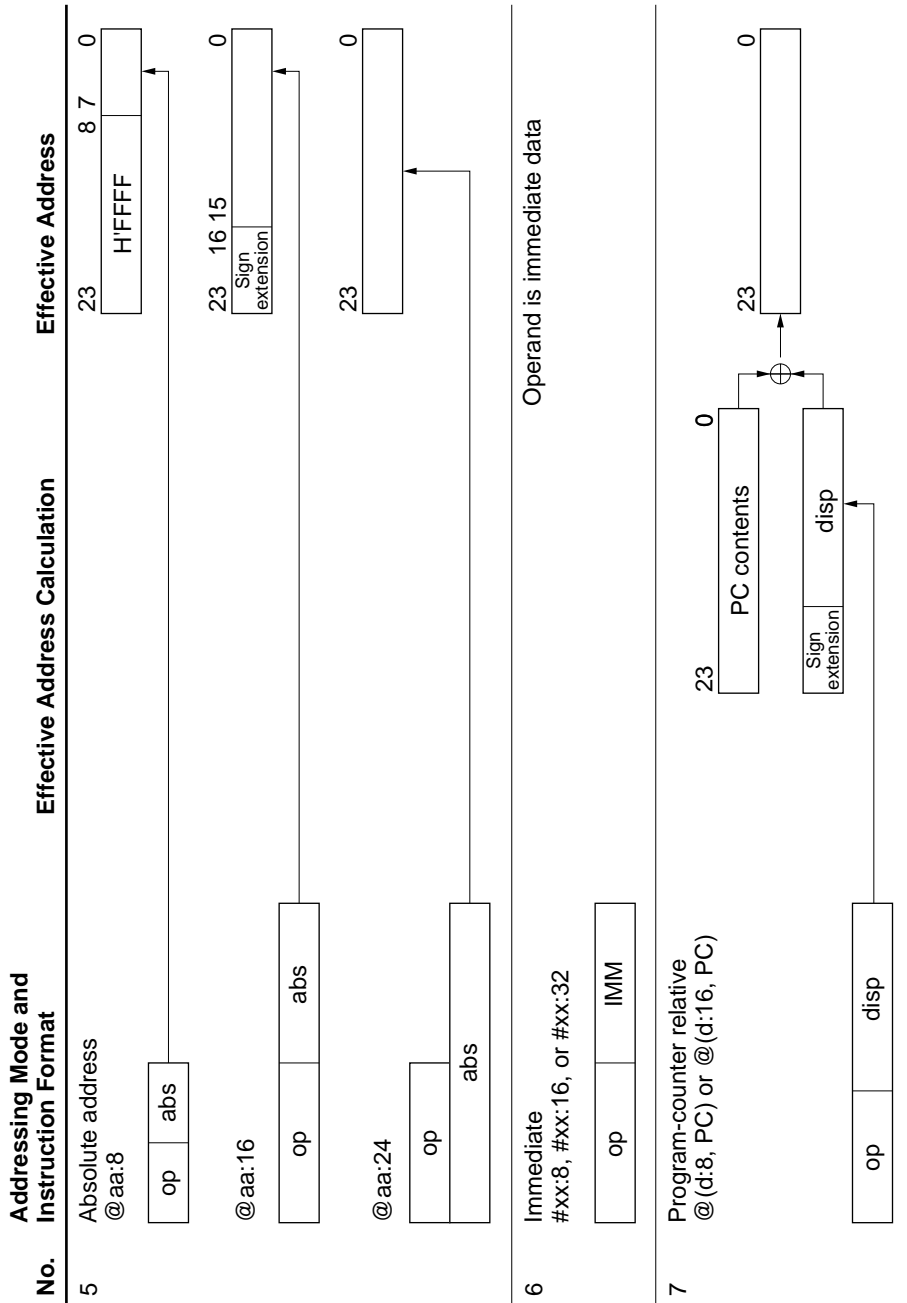 No.
Addressing Mode and
Instruction Format
Effective Address Calculation
Effective Address
5
Absolute address
@aa:8
op abs
23 8 7 0
H'FFFF
@aa:16
op abs
23 16 15 0
Sign
extension
@aa:24
op
abs
23 0
6
Immediate
#xx:8, #xx:16, or #xx:32
op IMM
Operand is immediate data
7
Program-counter relative
@(d:8, PC) or @(d:16, PC)
op disp
23 0
PC contents
Sign
extension
disp
23 0